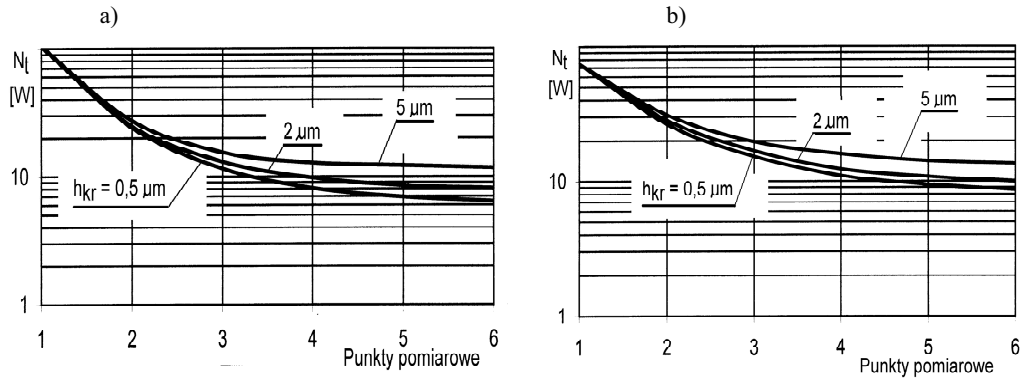 a)
N_t
[W]
10
1
h_kr = 0,5 µm
2 µm
5 µm
1 2 3 4 5 6
Punkty pomiarowe
b)
N_t
[W]
10
1
h_kr = 0,5 µm
2 µm
5 µm
1 2 3 4 5 6
Punkty pomiarowe